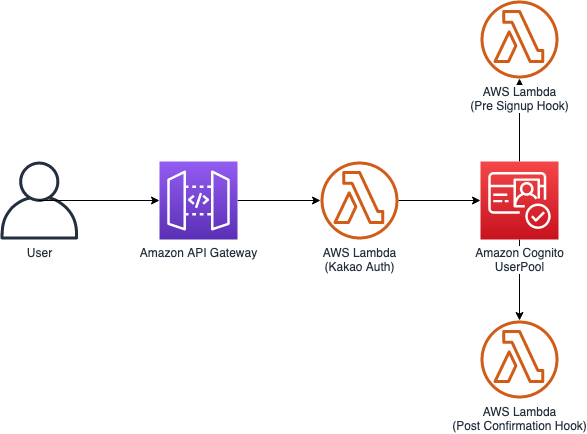 AWS Lambda
(Pre Signup Hook)
User
Amazon API Gateway
AWS Lambda
(Kakao Auth)
Amazon Cognito
UserPool
AWS Lambda
(Post Confirmation Hook)